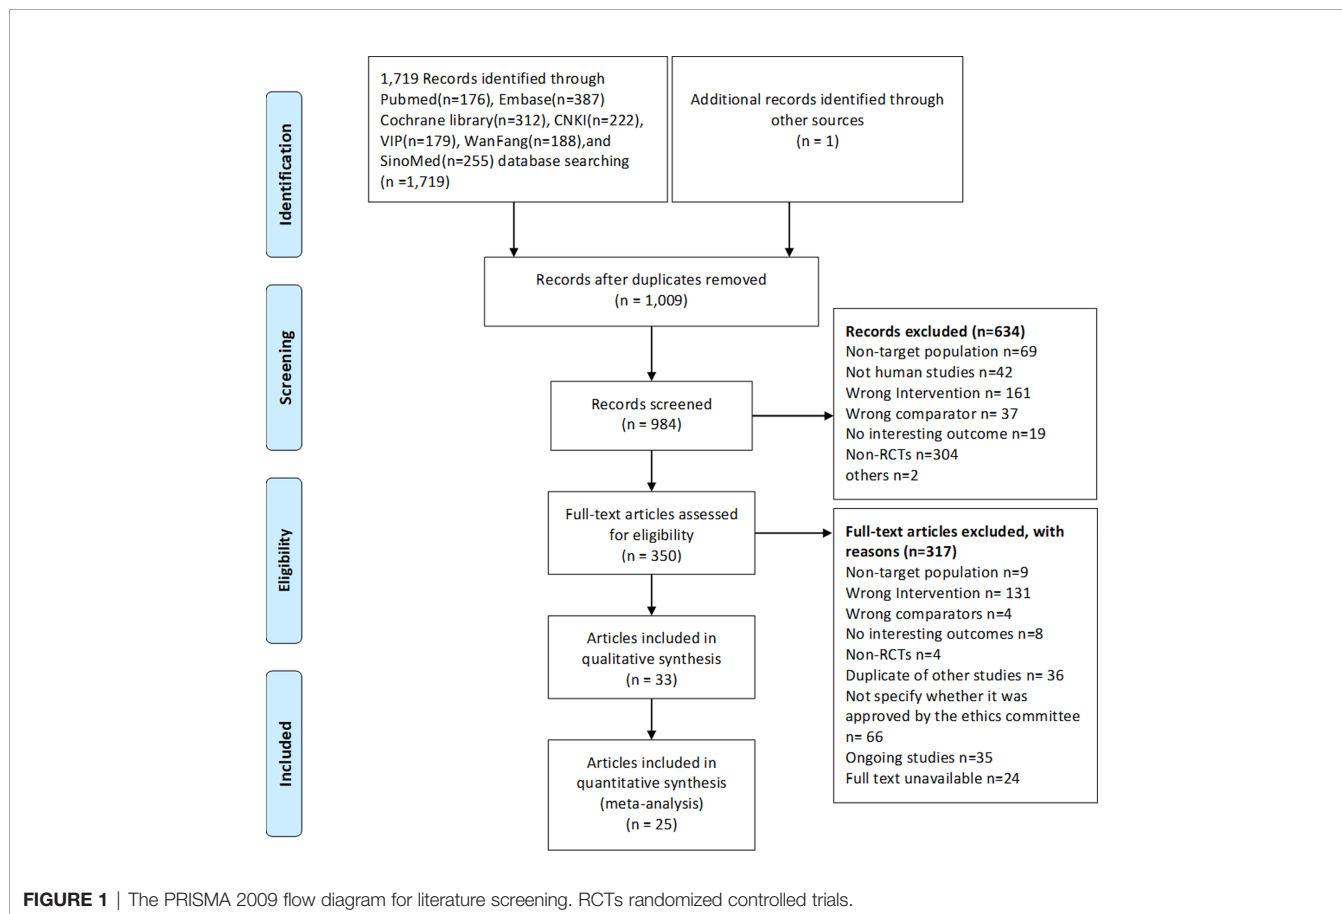 1,719 Records identified through
Pubmed(n=176), Embase(n=387)
Cochrane library(n=312), CNKI(n=222),
VIP(n=179), WanFang(n=188),and
SinoMed(n=255) database searching
(n =1,719)
Additional records identified through
other sources
(n = 1)
Identification
Records after duplicates removed
(n = 1,009)
Screening
Records screened
(n = 984)
Records excluded (n=634)
Non-target population n=69
Not human studies n=42
Wrong Intervention n= 161
Wrong comparator n= 37
No interesting outcome n=19
Non-RCTs n=304
others n=2
Eligibility
Full-text articles assessed
for eligibility
(n = 350)
Full-text articles excluded, with
reasons (n=317)
Non-target population n=9
Wrong Intervention n= 131
Wrong comparators n=4
No interesting outcomes n=8
Non-RCTs n=4
Duplicate of other studies n= 36
Not specify whether it was
approved by the ethics committee
n= 66
Ongoing studies n=35
Full text unavailable n=24
Articles included in
qualitative synthesis
(n = 33)
Included
Articles included in
quantitative synthesis
(meta-analysis)
(n = 25)
FIGURE 1 | The PRISMA 2009 flow diagram for literature screening. RCTs randomized controlled trials.